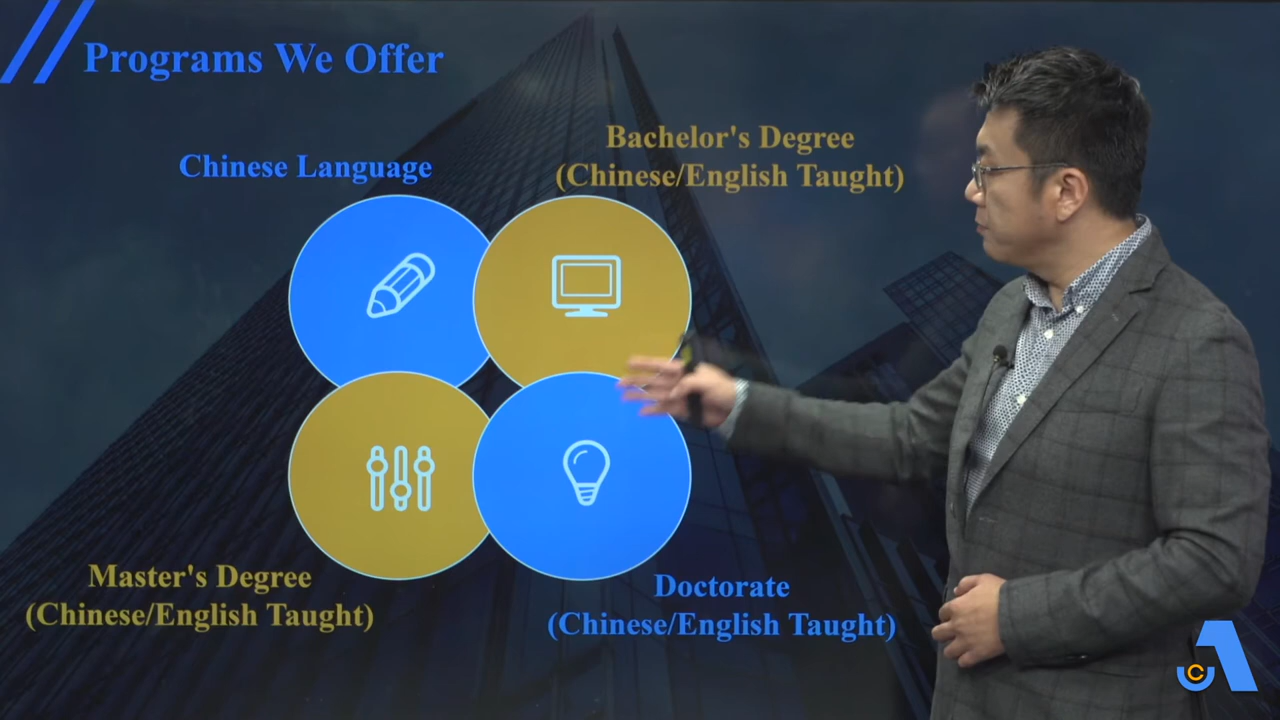 Programs We Offer
Chinese Language
Bachelor's Degree
(Chinese/English Taught)
Master's Degree
(Chinese/English Taught)
Doctorate
(Chinese/English Taught)
C